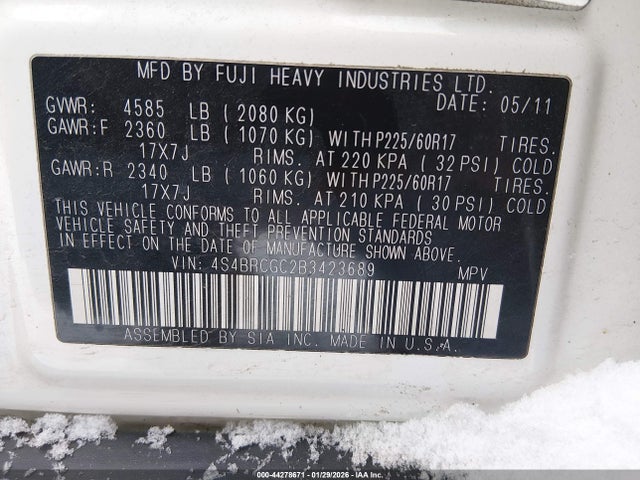 MFD BY FUJI HEAVY INDUSTRIES LTD.
DATE: 05/11
GVWR: 4585 LB ( 2080 KG)
GAWR:F 2360 LB ( 1070 KG) WITH P225/60R17 TIRES.
17X7J RIMS. AT 220 KPA ( 32 PSI) COLD
GAWR:R 2340 LB ( 1060 KG) WITH P225/60R17 TIRES.
17X7J RIMS. AT 210 KPA ( 30 PSI) COLD
THIS VEHICLE CONFORMS TO ALL APPLICABLE FEDERAL MOTOR
VEHICLE SAFETY AND THEFT PREVENTION STANDARDS
IN EFFECT ON THE DATE OF MANUFACTURE SHOWN ABOVE.
VIN: 4S4BRCGC2B3423689 MPV
ASSEMBLED BY SIA INC. MADE IN U.S.A.
000-44278671 - 01/29/2026 - © Copyright IAA, LLC